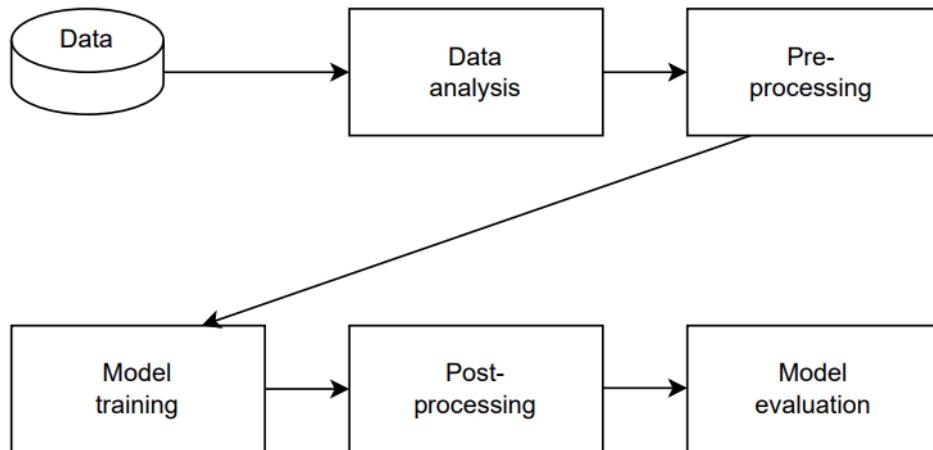 Data
Data
analysis
Pre-
processing
Model
training
Post-
processing
Model
evaluation